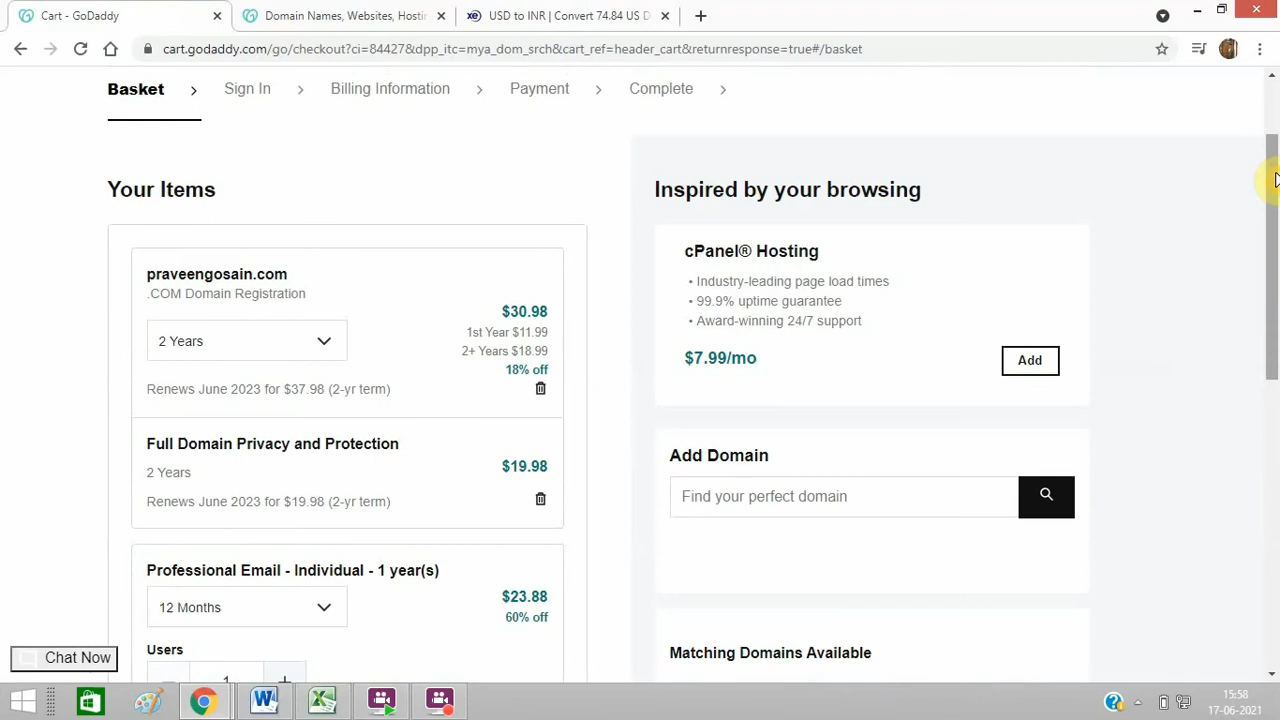 Cart - GoDaddy
Domain Names, Websites, Hosti
USD to INR | Convert 74.84 US D
cart.godaddy.com/go/checkout?ci=84427&dpp_itc=mya_dom_srch&cart_ref=header_cart&returnresponse=true#/basket
Basket
Sign In
Billing Information
Payment
Complete
Your Items
praveengosain.com
.COM Domain Registration
$30.98
1st Year $11.99
2 Years
2+ Years $18.99
18% off
Renews June 2023 for $37.98 (2-yr term)
Full Domain Privacy and Protection
2 Years
$19.98
Renews June 2023 for $19.98 (2-yr term)
Professional Email - Individual - 1 year(s)
12 Months
$23.88
60% off
Users
1
Inspired by your browsing
cPanel® Hosting
• Industry-leading page load times
• 99.9% uptime guarantee
• Award-winning 24/7 support
$7.99/mo
Add
Add Domain
Find your perfect domain
Matching Domains Available
Chat Now
15:58
17-06-2021